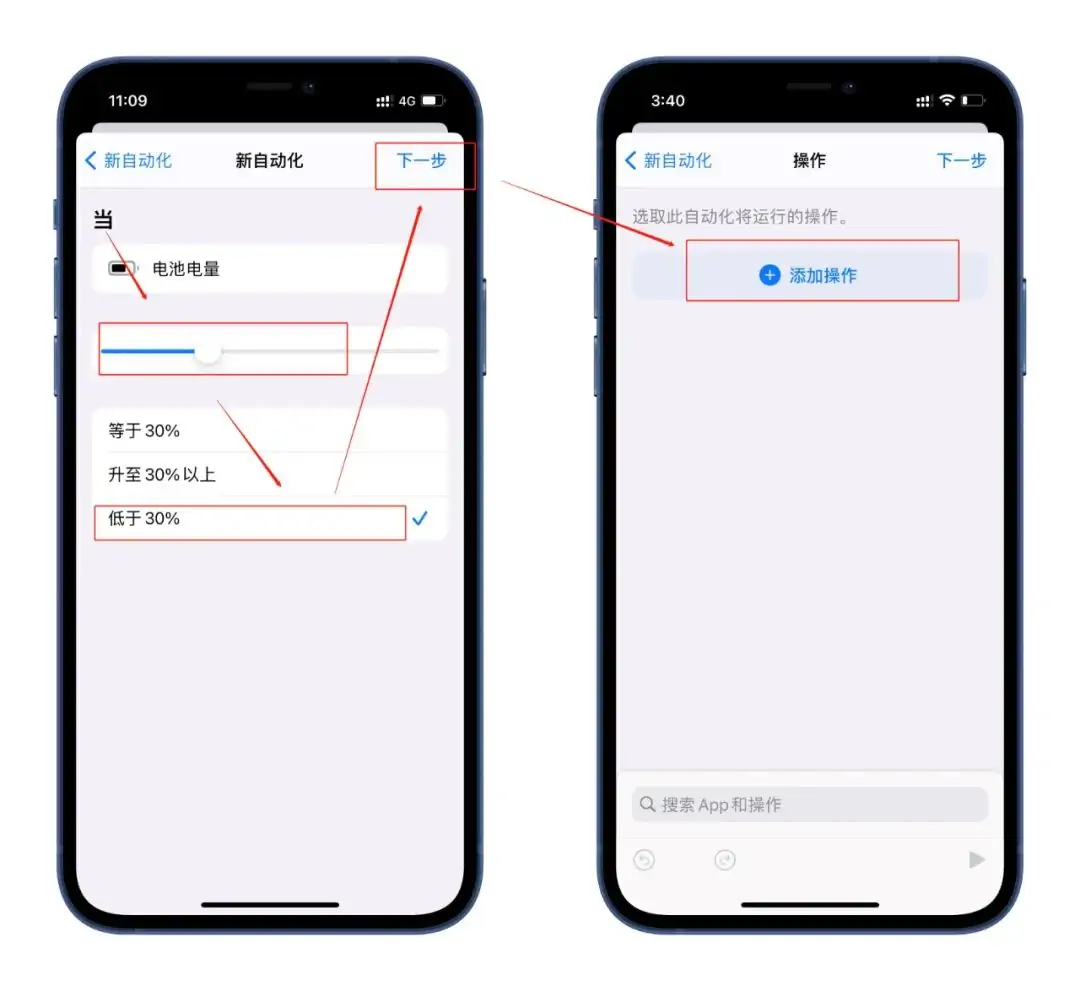 11:09
4G
新自动化
新自动化
下一步
当
电池电量
等于 30%
升至 30% 以上
低于 30%
3:40
新自动化
操作
下一步
选取此自动化将运行的操作。
添加操作
搜索 App 和操作